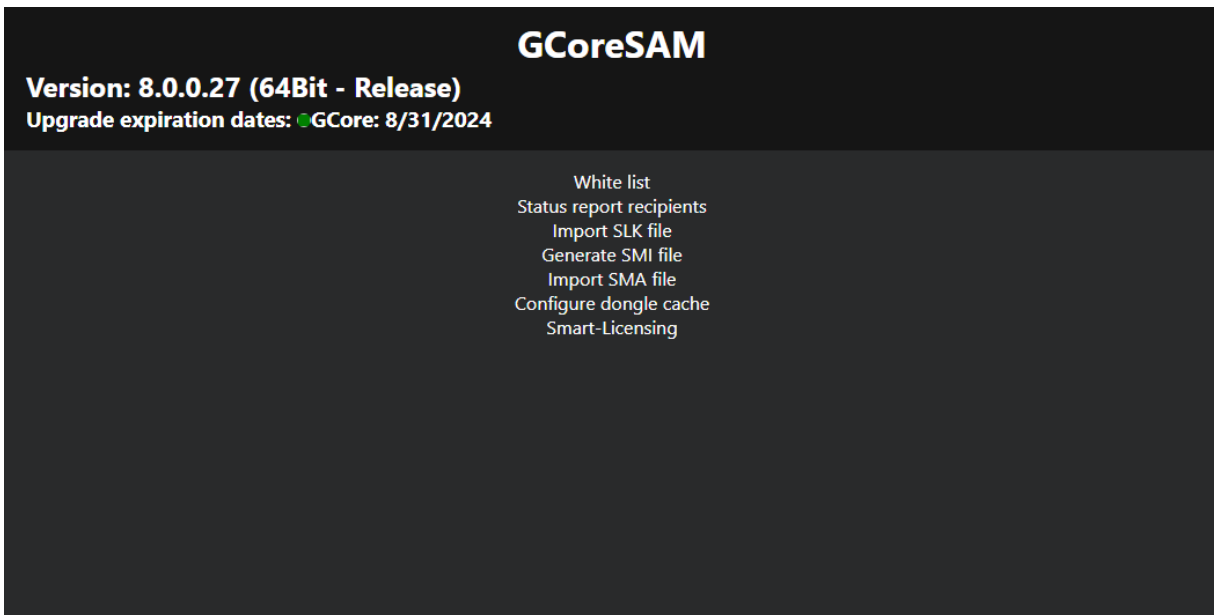 GCoreSAM
Version: 8.0.0.27 (64Bit - Release)
Upgrade expiration dates: GCore: 8/31/2024
White list
Status report recipients
Import SLK file
Generate SMI file
Import SMA file
Configure dongle cache
Smart-Licensing